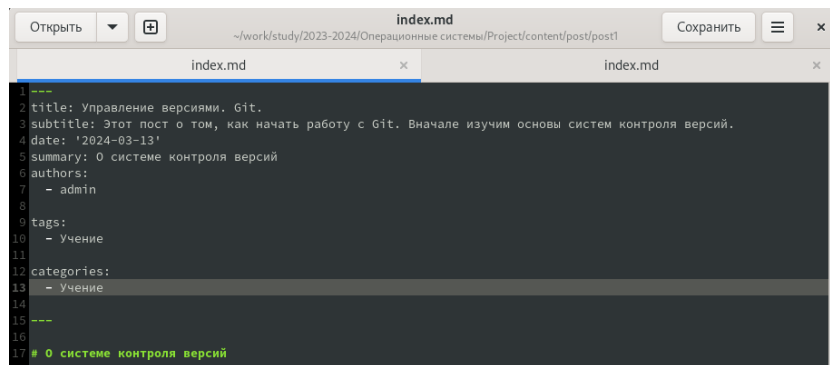 Открыть
index.md
~/work/study/2023-2024/Операционные системы/Project/content/post/post1
Сохранить
index.md
index.md
1 ---
2 title: Управление версиями. Git.
3 subtitle: Этот пост о том, как начать работу с Git. Вначале изучим основы систем контроля версий.
4 date: '2024-03-13'
5 summary: О системе контроля версий
6 authors:
7   - admin
8
9 tags:
10   - Учение
11
12 categories:
13   - Учение
14
15 ---
16
17 # О системе контроля версий